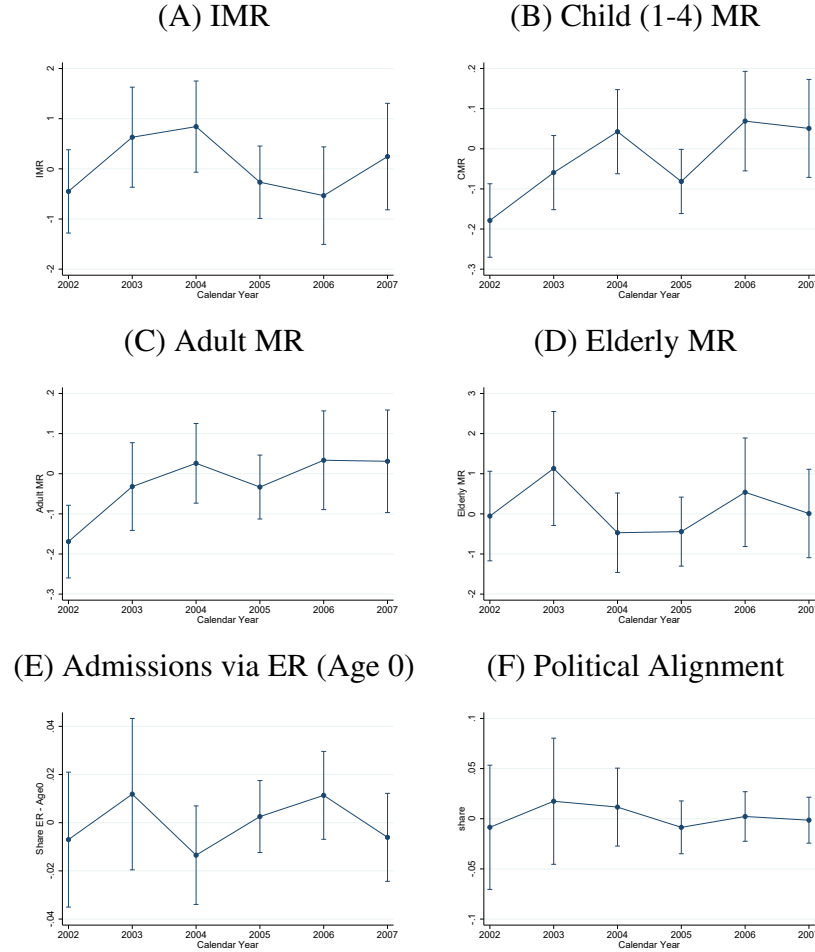 (A) IMR
2
1
0
-1
-2
IMR
2002 2003 2004 2005 2006 2007
Calendar Year
(B) Child (1-4) MR
.2
.1
0
-.1
-.2
-.3
CMR
2002 2003 2004 2005 2006 2007
Calendar Year
(C) Adult MR
.2
.1
0
-.1
-.2
-.3
Adult MR
2002 2003 2004 2005 2006 2007
Calendar Year
(D) Elderly MR
3
2
1
0
-1
-2
Elderly MR
2002 2003 2004 2005 2006 2007
Calendar Year
(E) Admissions via ER (Age 0)
.04
.02
0
-.02
-.04
Share ER - Age0
2002 2003 2004 2005 2006 2007
Calendar Year
(F) Political Alignment
.1
.05
0
-.05
-.1
share
2002 2003 2004 2005 2006 2007
Calendar Year